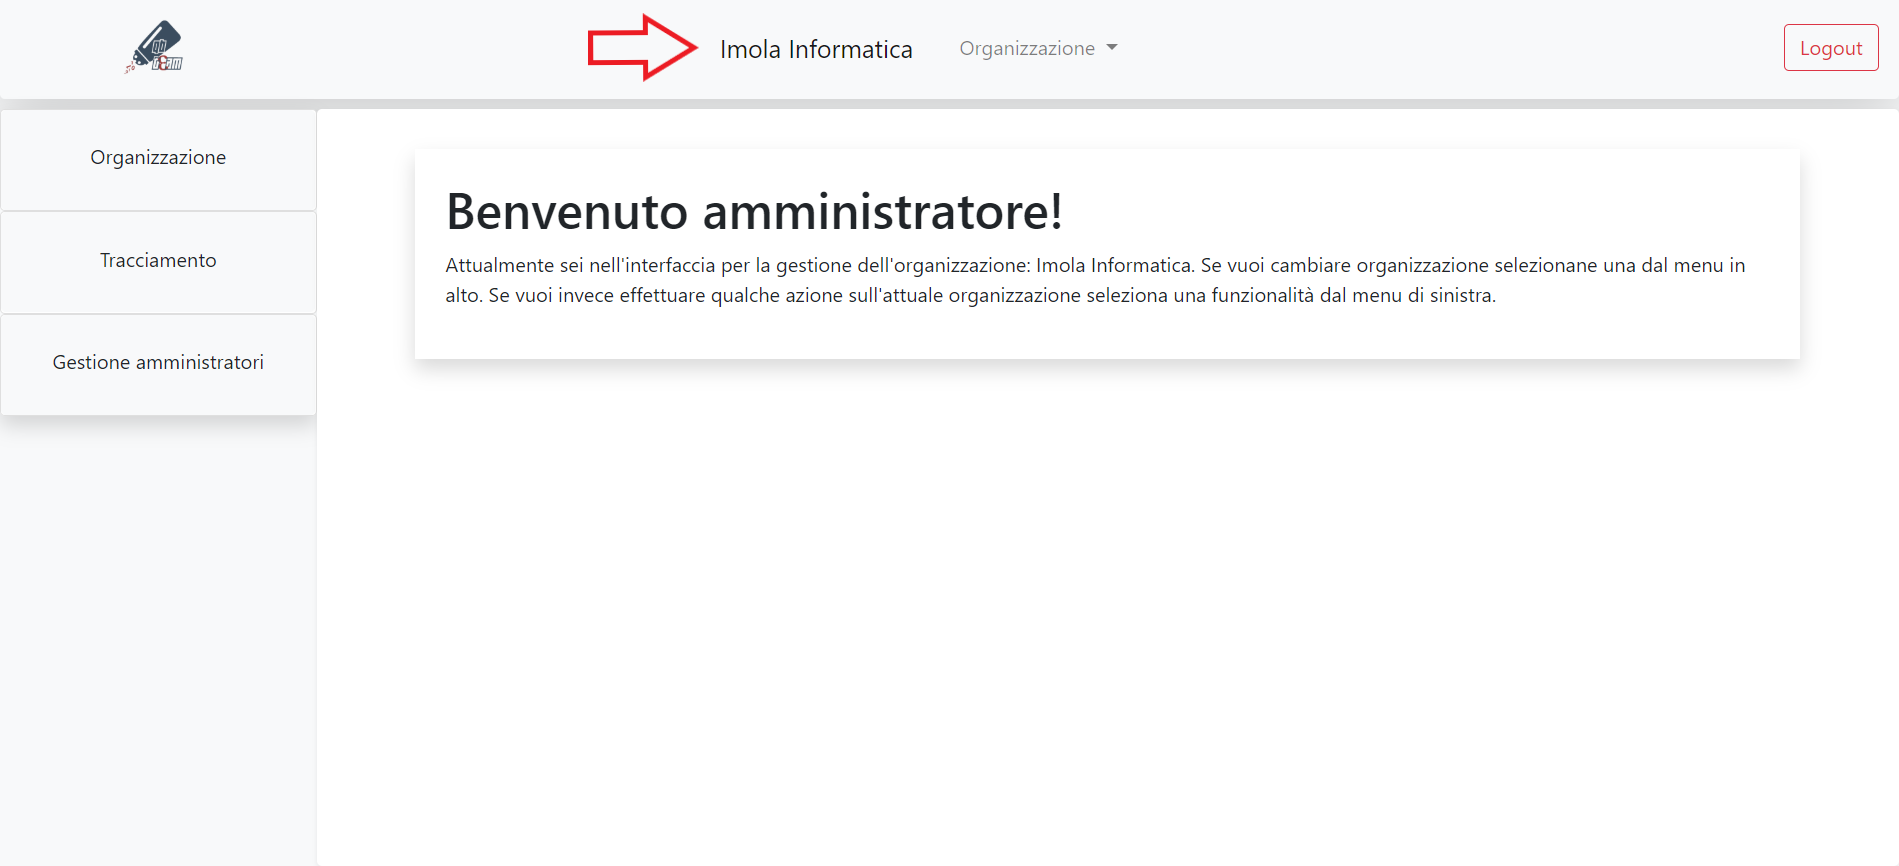 Imola Informatica
Organizzazione
Logout
Organizzazione
Tracciamento
Gestione amministratori
Benvenuto amministratore!
Attualmente sei nell'interfaccia per la gestione dell'organizzazione: Imola Informatica. Se vuoi cambiare organizzazione selezionane una dal menu in
alto. Se vuoi invece effettuare qualche azione sull'attuale organizzazione seleziona una funzionalità dal menu di sinistra.